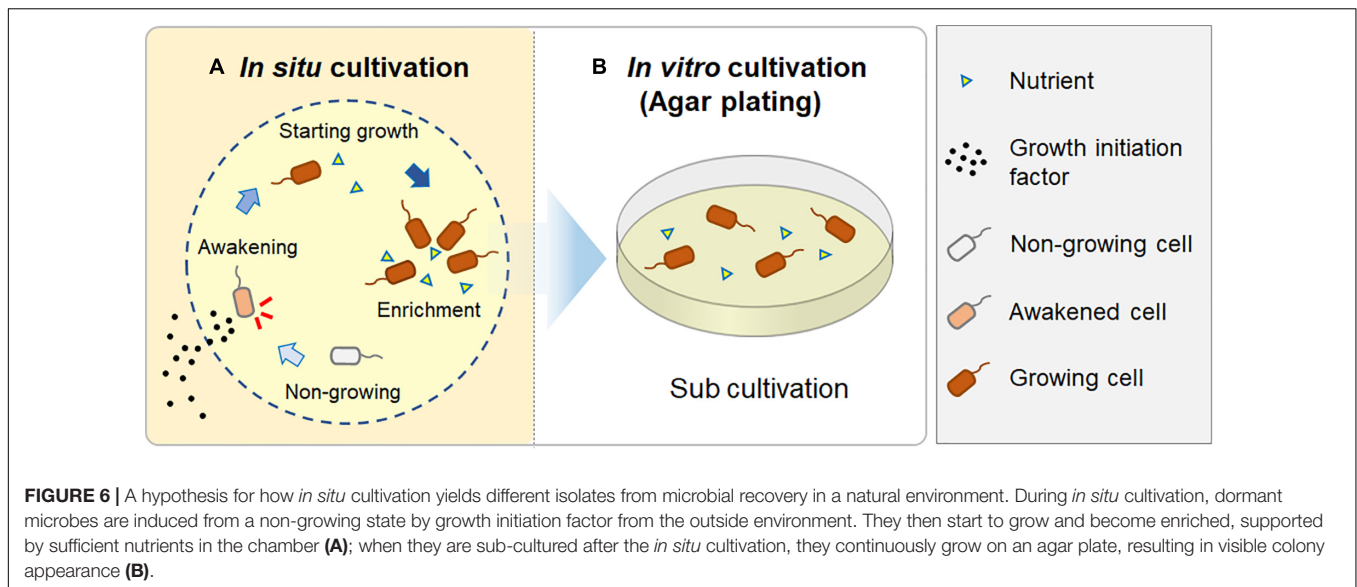 A In situ cultivation
Starting growth
Awakening
Enrichment
Non-growing
B In vitro cultivation
(Agar plating)
Sub cultivation
Nutrient
Growth initiation
factor
Non-growing cell
Awakened cell
Growing cell
FIGURE 6 | A hypothesis for how in situ cultivation yields different isolates from microbial recovery in a natural environment. During in situ cultivation, dormant
microbes are induced from a non-growing state by growth initiation factor from the outside environment. They then start to grow and become enriched, supported
by sufficient nutrients in the chamber (A); when they are sub-cultured after the in situ cultivation, they continuously grow on an agar plate, resulting in visible colony
appearance (B).